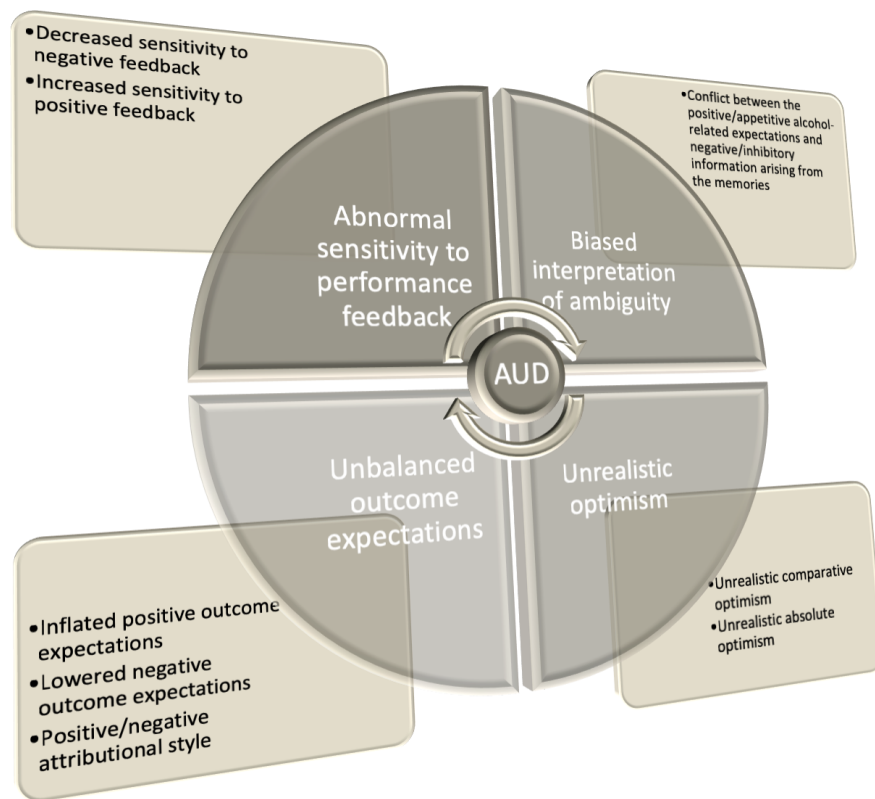 •Decreased sensitivity to
negative feedback
•Increased sensitivity to
positive feedback
•Conflict between the
positive/appetitive alcohol-
related expectations and
negative/inhibitory
information arising from
the memories
Abnormal
sensitivity to
performance
feedback
Biased
interpretation
of ambiguity
AUD
Unbalanced
outcome
expectations
Unrealistic
optimism
•Inflated positive outcome
expectations
•Lowered negative
outcome expectations
•Positive/negative
attributional style
•Unrealistic comparative
optimism
•Unrealistic absolute
optimism